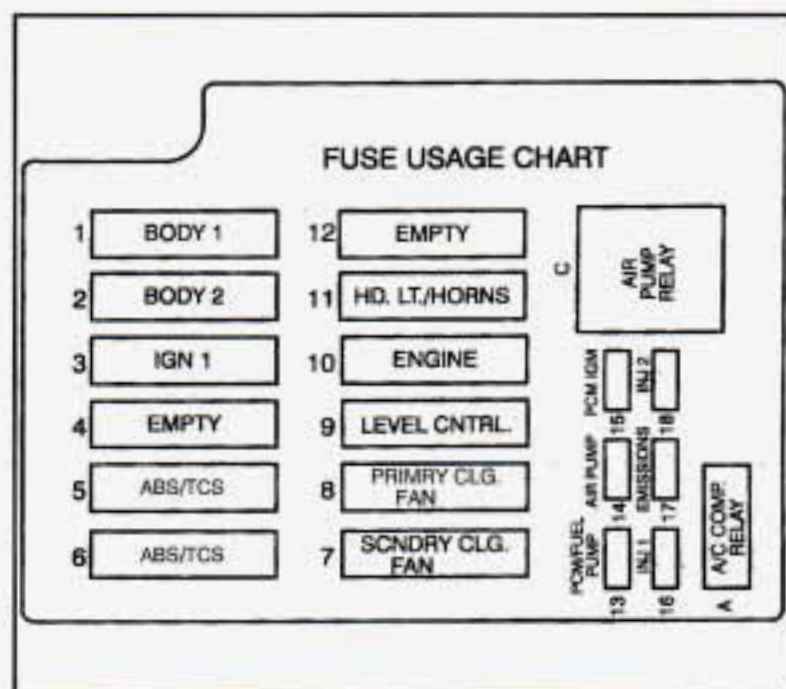 FUSE USAGE CHART
1 BODY 1
2 BODY 2
3 IGN 1
4 EMPTY
5 ABS/TCS
6 ABS/TCS
12 EMPTY
11 HD. LT./HORNS
10 ENGINE
9 LEVEL CNTRL.
8 PRIMRY CLG.
FAN
7 SCNDRY CLG.
FAN
C
AIR
PUMP
RELAY
PCM IGM
15
INJ 2
18
AIR PUMP
14
EMISSIONS
17
PCM/FUEL
PUMP
13
INJ 1
16
A/C COMP.
RELAY
A